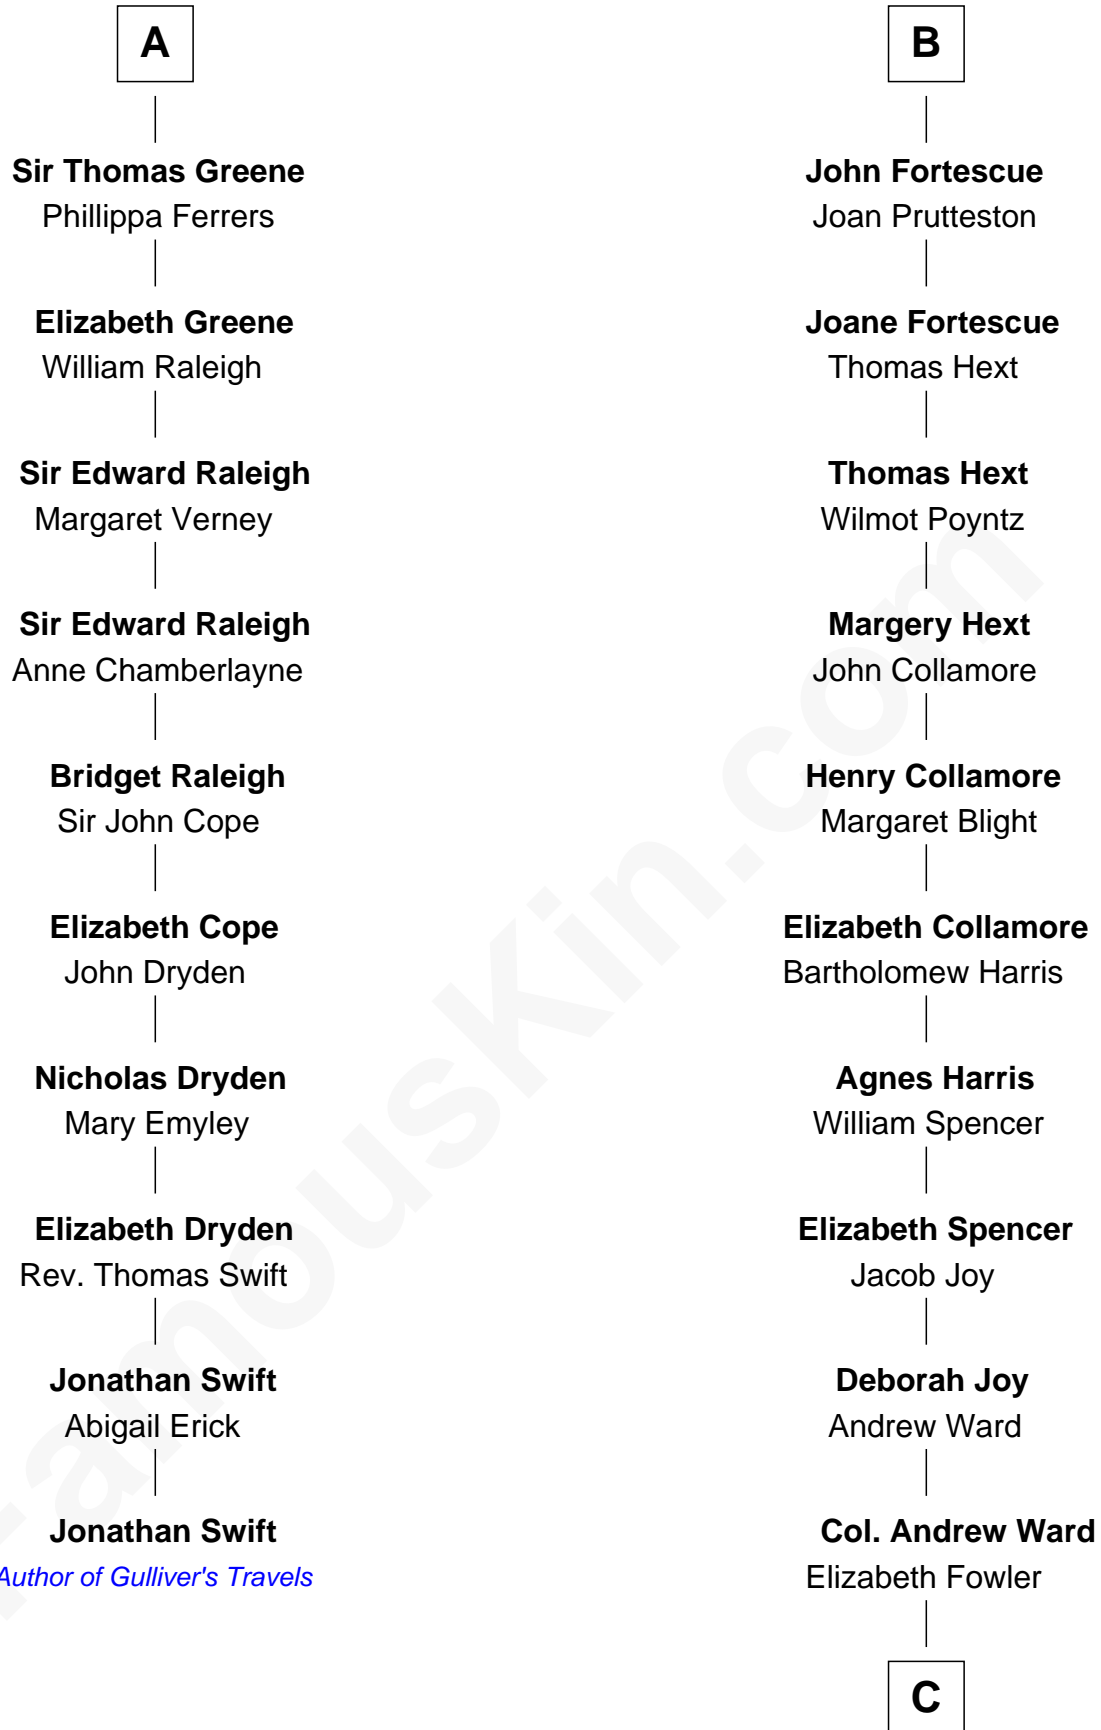 A
Sir Thomas Greene
Phillippa Ferrers
Elizabeth Greene
William Raleigh
Sir Edward Raleigh
Margaret Verney
Sir Edward Raleigh
Anne Chamberlayne
Bridget Raleigh
Sir John Cope
Elizabeth Cope
John Dryden
Nicholas Dryden
Mary Emyley
Elizabeth Dryden
Rev. Thomas Swift
Jonathan Swift
Abigail Erick
Jonathan Swift
Author of Gulliver's Travels
B
John Fortescue
Joan Prutteston
Joane Fortescue
Thomas Hext
Thomas Hext
Wilmot Poyntz
Margery Hext
John Collamore
Henry Collamore
Margaret Blight
Elizabeth Collamore
Bartholomew Harris
Agnes Harris
William Spencer
Elizabeth Spencer
Jacob Joy
Deborah Joy
Andrew Ward
Col. Andrew Ward
Elizabeth Fowler
C
FamousKin.com